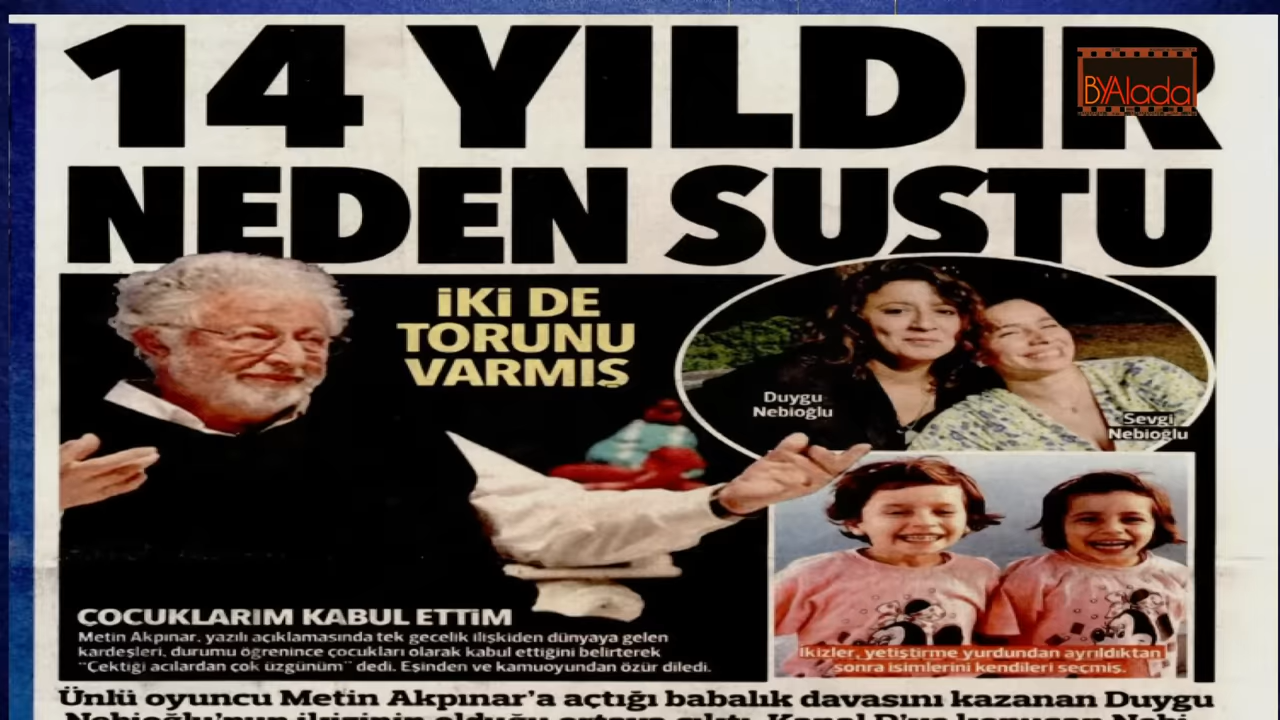 14 YILDIR
BYAlada
NEDEN SUSTU
iKi DE
TORUNU
VARMIŞ
Duygu
Nebioğlu
Sevgi
Nebioğlu
ÇOCUKLARIM KABUL ETTiM
Metin Akpınar, yazılı açıklamasında tek gecelik ilişkiden dünyaya gelen
kardeşleri, durumu öğrenince çocukları olarak kabul ettiğini belirterek
"Çektiği acılardan çok üzgünüm" dedi. Eşinden ve kamuoyundan özür diledi.
İkizler, yetiştirme yurdundan ayrıldıktan
sonra isimlerini kendileri seçmiş.
Ünlü oyuncu Metin Akpınar'a açtığı babalık davasını kazanan Duygu